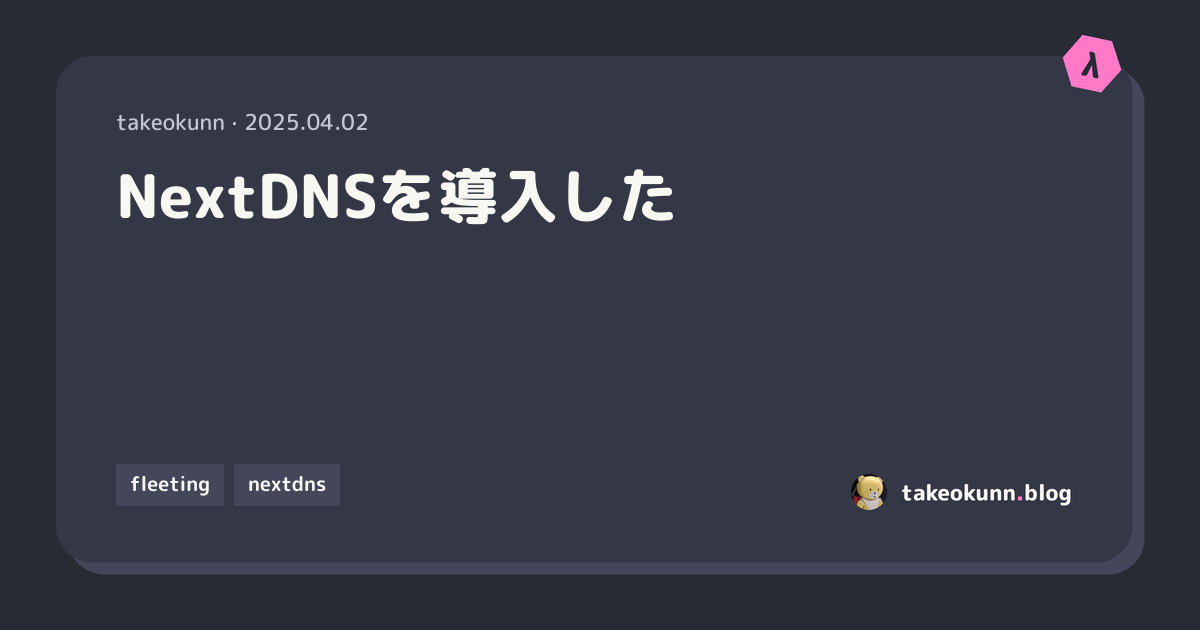 λ
takeokunn · 2025.04.02
NextDNSを導入した
fleeting
nextdns
takeokunn.blog